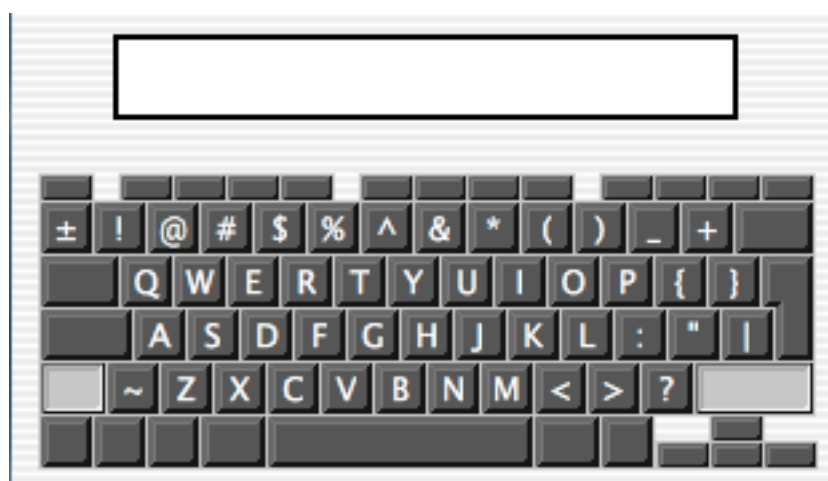 ± ! @ # $ % ^ & * ( ) _ +
Q W E R T Y U I O P { }
A S D F G H J K L : " |
~ Z X C V B N M < > ?